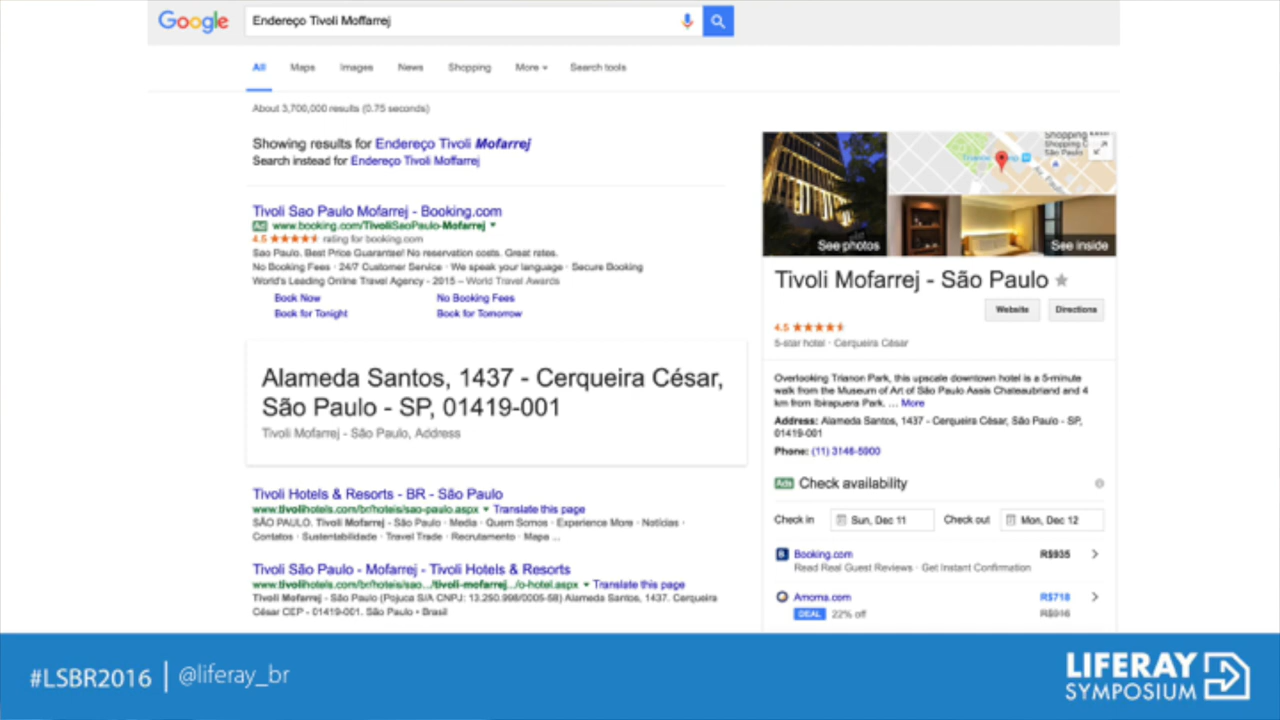 Google
Endereço Tivoli Moffarrej
All Maps Images News Shopping More Search tools
About 3,700,000 results (0.75 seconds)
Showing results for Endereço Tivoli Mofarrej
Search instead for Endereço Tivoli Moffarrej
Tivoli Sao Paulo Mofarrej - Booking.com
Ad www.booking.com/TivoliSaoPaulo-Mofarrej
4.5 rating for booking.com
Sao Paulo. Best Price Guarantee! No reservation costs. Great rates.
No Booking Fees · 24/7 Customer Service · We speak your language · Secure Booking
World's Leading Online Travel Agency - 2015 – World Travel Awards
Book Now No Booking Fees
Book for Tonight Book for Tomorrow
Alameda Santos, 1437 - Cerqueira César,
São Paulo - SP, 01419-001
Tivoli Mofarrej - São Paulo, Address
Tivoli Hotels & Resorts - BR - São Paulo
www.tivolihotels.com/br/hoteis/sao-paulo.aspx Translate this page
SÃO PAULO. Tivoli Mofarrej - São Paulo · Media · Quem Somos · Experience More · Notícias ·
Contatos · Sustentabilidade · Travel Trade · Recrutamento · Mapa ...
Tivoli São Paulo - Mofarrej - Tivoli Hotels & Resorts
www.tivolihotels.com/br/hoteis/sao.../tivoli-mofarrej.../o-hotel.aspx Translate this page
Tivoli Mofarrej - São Paulo (Pojuca S/A CNPJ: 13.250.998/0005-58) Alameda Santos, 1437. Cerqueira
César CEP - 01419-001. São Paulo • Brasil
Shopping
Shopping C
São Paulo
See photos
See inside
Tivoli Mofarrej - São Paulo
Website Directions
4.5
5-star hotel · Cerqueira César
Overlooking Trianon Park, this upscale downtown hotel is a 5-minute
walk from the Museum of Art of São Paulo Assis Chateaubriand and 4
km from Ibirapuera Park. ... More
Address: Alameda Santos, 1437 - Cerqueira César, São Paulo - SP,
01419-001
Phone: (11) 3146-5900
Ads Check availability
Check in Sun, Dec 11 Check out Mon, Dec 12
Booking.com R$935
Read Real Guest Reviews · Get Instant Confirmation
Amoma.com R$718
DEAL 22% off R$916
#LSBR2016 | @liferay_br
LIFERAY
SYMPOSIUM